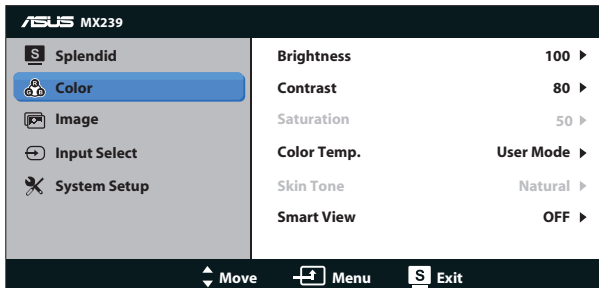 ASUS MX239
S Splendid
Color
Image
Input Select
System Setup
Brightness 100
Contrast 80
Saturation 50
Color Temp. User Mode
Skin Tone Natural
Smart View OFF
Move Menu S Exit